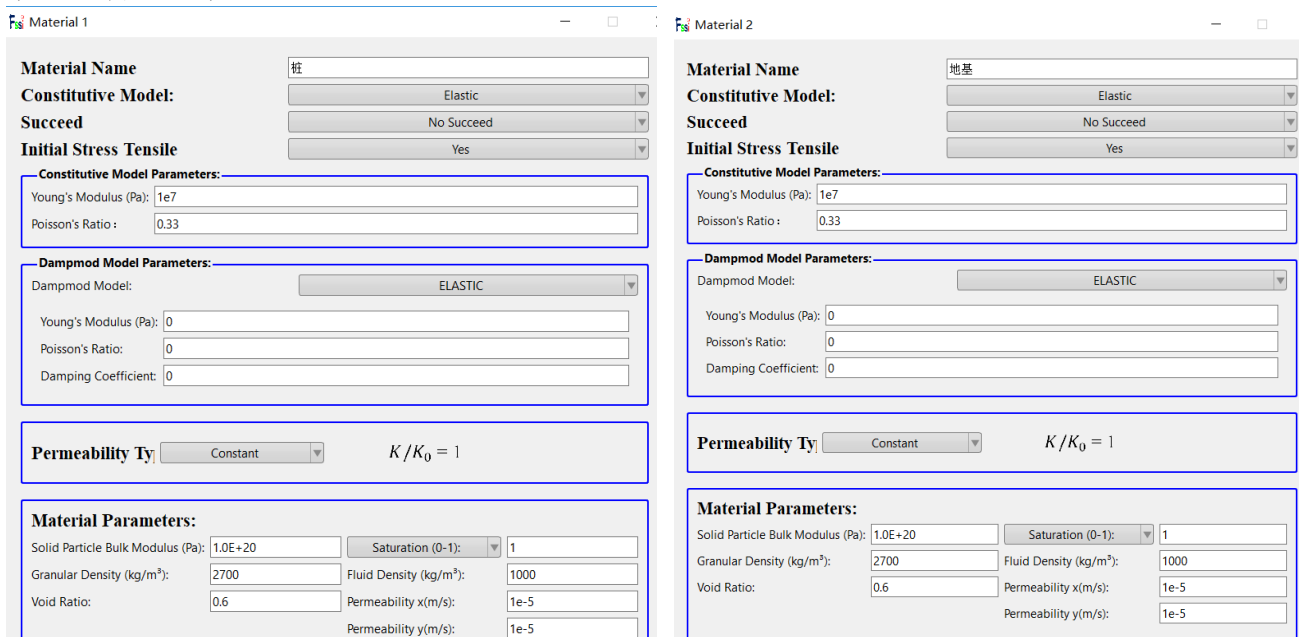 Material 1
Material Name 桩
Constitutive Model: Elastic
Succeed No Succeed
Initial Stress Tensile Yes
Constitutive Model Parameters:
Young's Modulus (Pa): 1e7
Poisson's Ratio : 0.33
Dampmod Model Parameters:
Dampmod Model: ELASTIC
Young's Modulus (Pa): 0
Poisson's Ratio: 0
Damping Coefficient: 0
Permeability Ty Constant K/K0 = 1
Material Parameters:
Solid Particle Bulk Modulus (Pa): 1.0E+20 Saturation (0-1): 1
Granular Density (kg/m³): 2700 Fluid Density (kg/m³): 1000
Void Ratio: 0.6 Permeability x(m/s): 1e-5
Permeability y(m/s): 1e-5
Material 2
Material Name 地基
Constitutive Model: Elastic
Succeed No Succeed
Initial Stress Tensile Yes
Constitutive Model Parameters:
Young's Modulus (Pa): 1e7
Poisson's Ratio : 0.33
Dampmod Model Parameters:
Dampmod Model: ELASTIC
Young's Modulus (Pa): 0
Poisson's Ratio: 0
Damping Coefficient: 0
Permeability Ty Constant K/K0 = 1
Material Parameters:
Solid Particle Bulk Modulus (Pa): 1.0E+20 Saturation (0-1): 1
Granular Density (kg/m³): 2700 Fluid Density (kg/m³): 1000
Void Ratio: 0.6 Permeability x(m/s): 1e-5
Permeability y(m/s): 1e-5